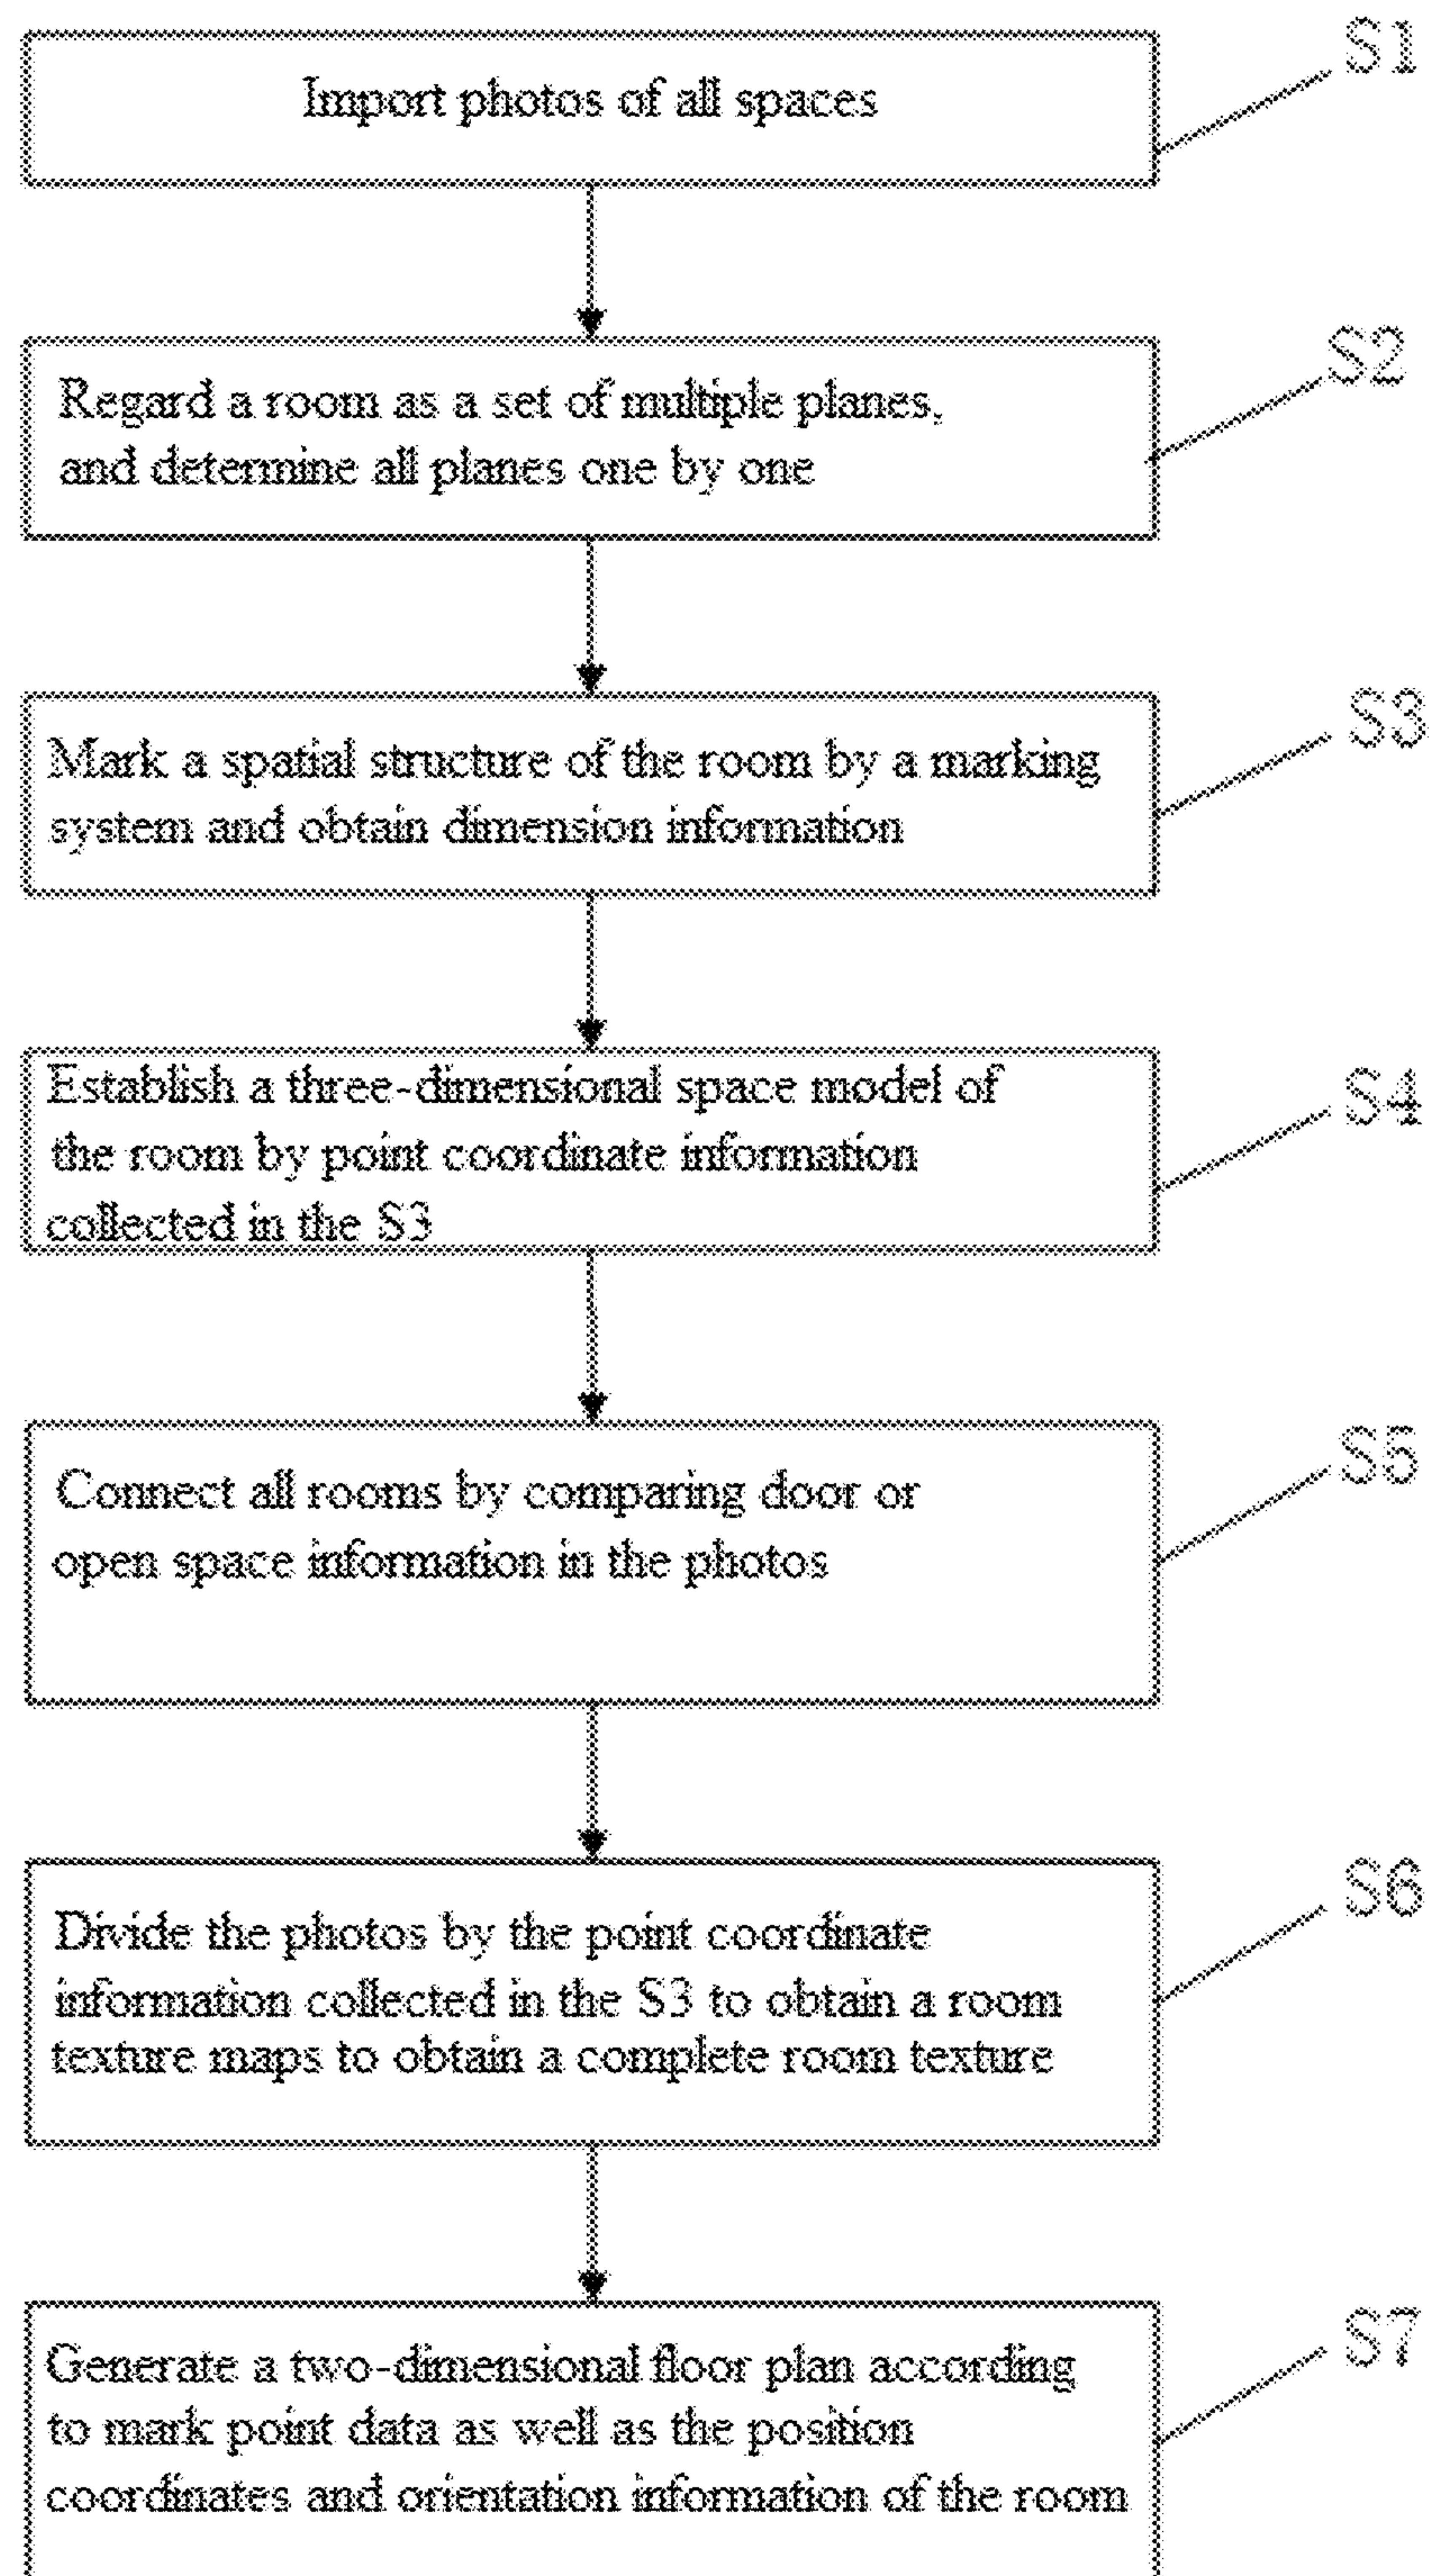 Import photos of all spaces
S1
Regard a room as a set of multiple planes,
and determine all planes one by one
S2
Mark a spatial structure of the room by a marking
system and obtain dimension information
S3
Establish a three-dimensional space model of
the room by point coordinate information
collected in the S3
S4
Connect all rooms by comparing door or
open space information in the photos
S5
Divide the photos by the point coordinate
information collected in the S3 to obtain a room
texture maps to obtain a complete room texture
S6
Generate a two-dimensional floor plan according
to mark point data as well as the position
coordinates and orientation information of the room
S7